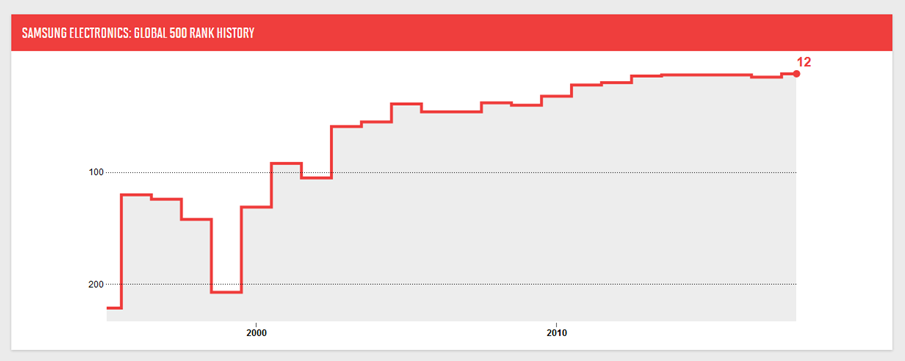 SAMSUNG ELECTRONICS: GLOBAL 500 RANK HISTORY
12
100
200
2000 2010